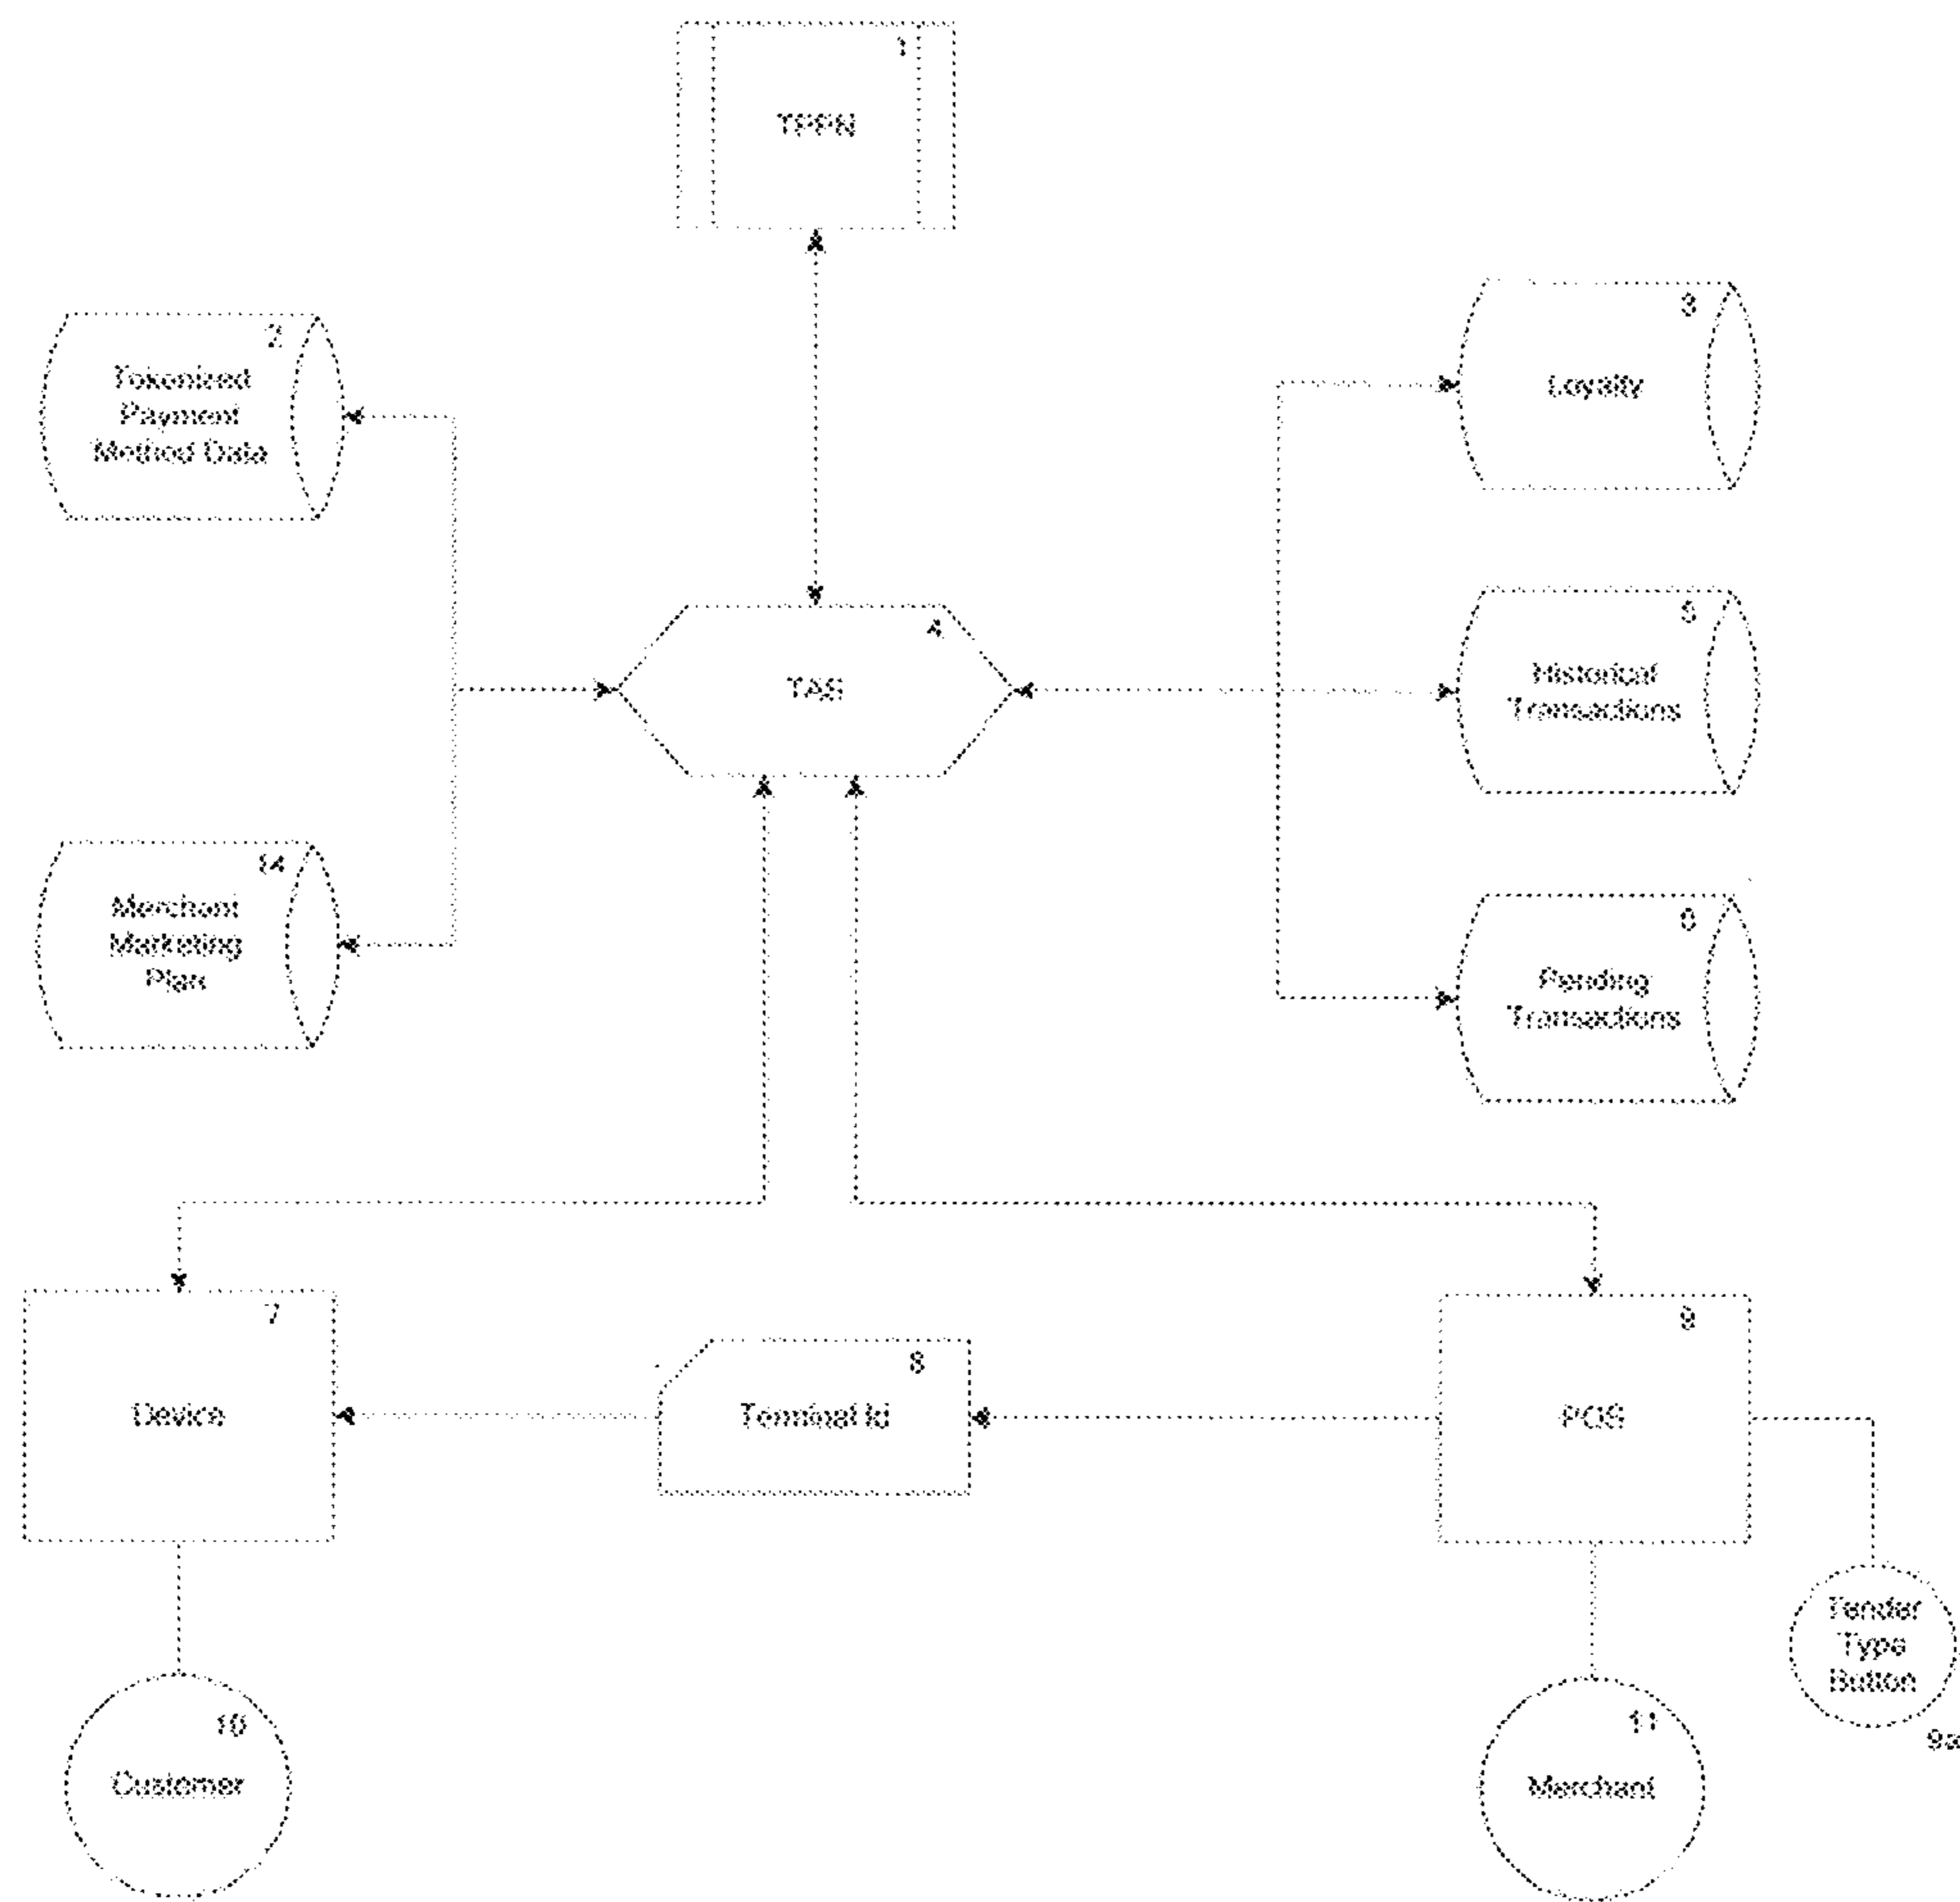 1
TPPN
2
Tokenized
Payment
Method Data
3
Loyalty
4
TAS
5
Historical
Transactions
14
Merchant
Marketing
Plan
Pending
Transactions
7
Device
8
Terminal Id
9
POS
Tender
Type
Button
9a
10
Customer
11
Merchant